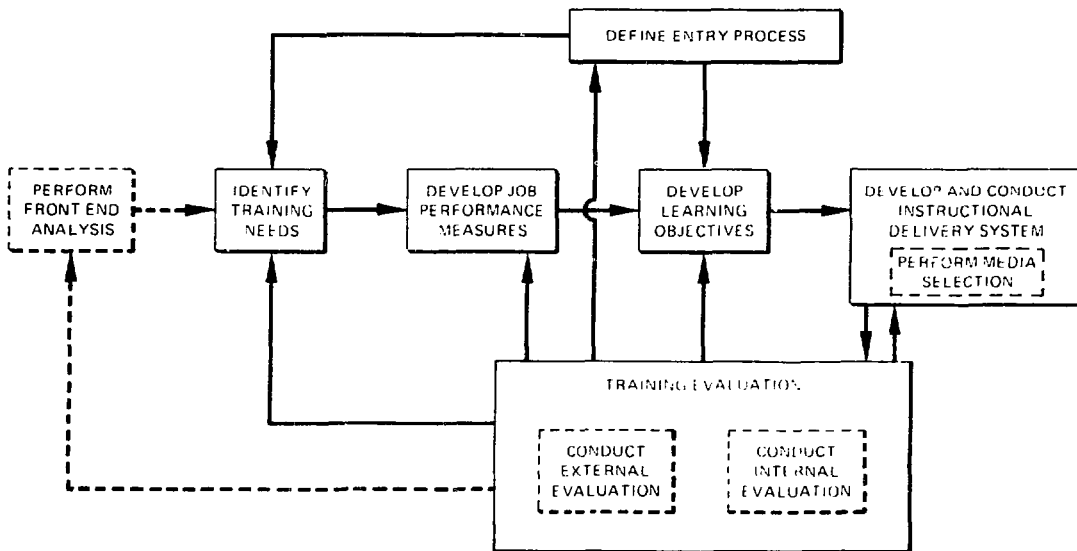 DEFINE ENTRY PROCESS
PERFORM
FRONT END
ANALYSIS
IDENTIFY
TRAINING
NEEDS
DEVELOP JOB
PERFORMANCE
MEASURES
DEVELOP
LEARNING
OBJECTIVES
DEVELOP AND CONDUCT
INSTRUCTIONAL
DELIVERY SYSTEM
PERFORM MEDIA
SELECTION
TRAINING EVALUATION
CONDUCT
EXTERNAL
EVALUATION
CONDUCT
INTERNAL
EVALUATION